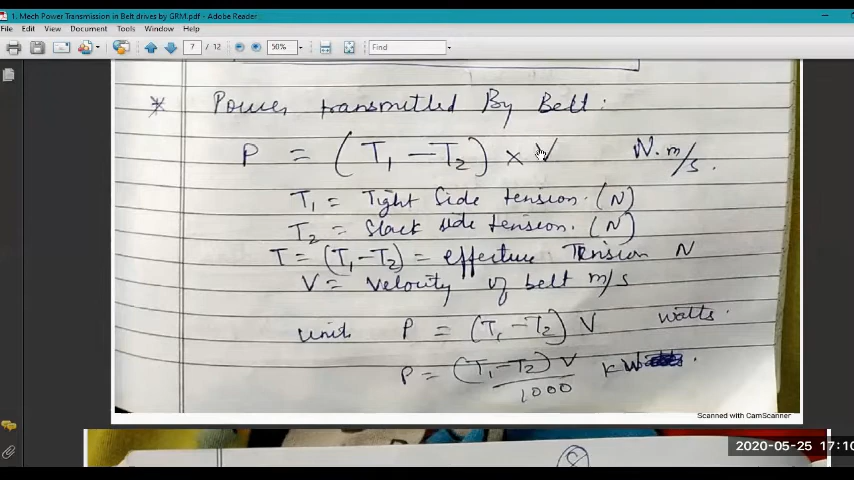 1. Mech Power Transmission in Belt drives by GRM.pdf - Adobe Reader
File Edit View Document Tools Window Help
7 / 12 50% Find
* Power transmitted By Belt :
P = (T₁ - T₂) × V N.m/s.
T₁ = Tight Side tension. (N)
T₂ = Slack side tension. (N)
T = (T₁ - T₂) = effective Tension N
V = velocity of belt m/s
unit P = (T₁ - T₂) V watts.
P = (T₁ - T₂) V / 1000 KW
Scanned with CamScanner
2020-05-25 17:10
8